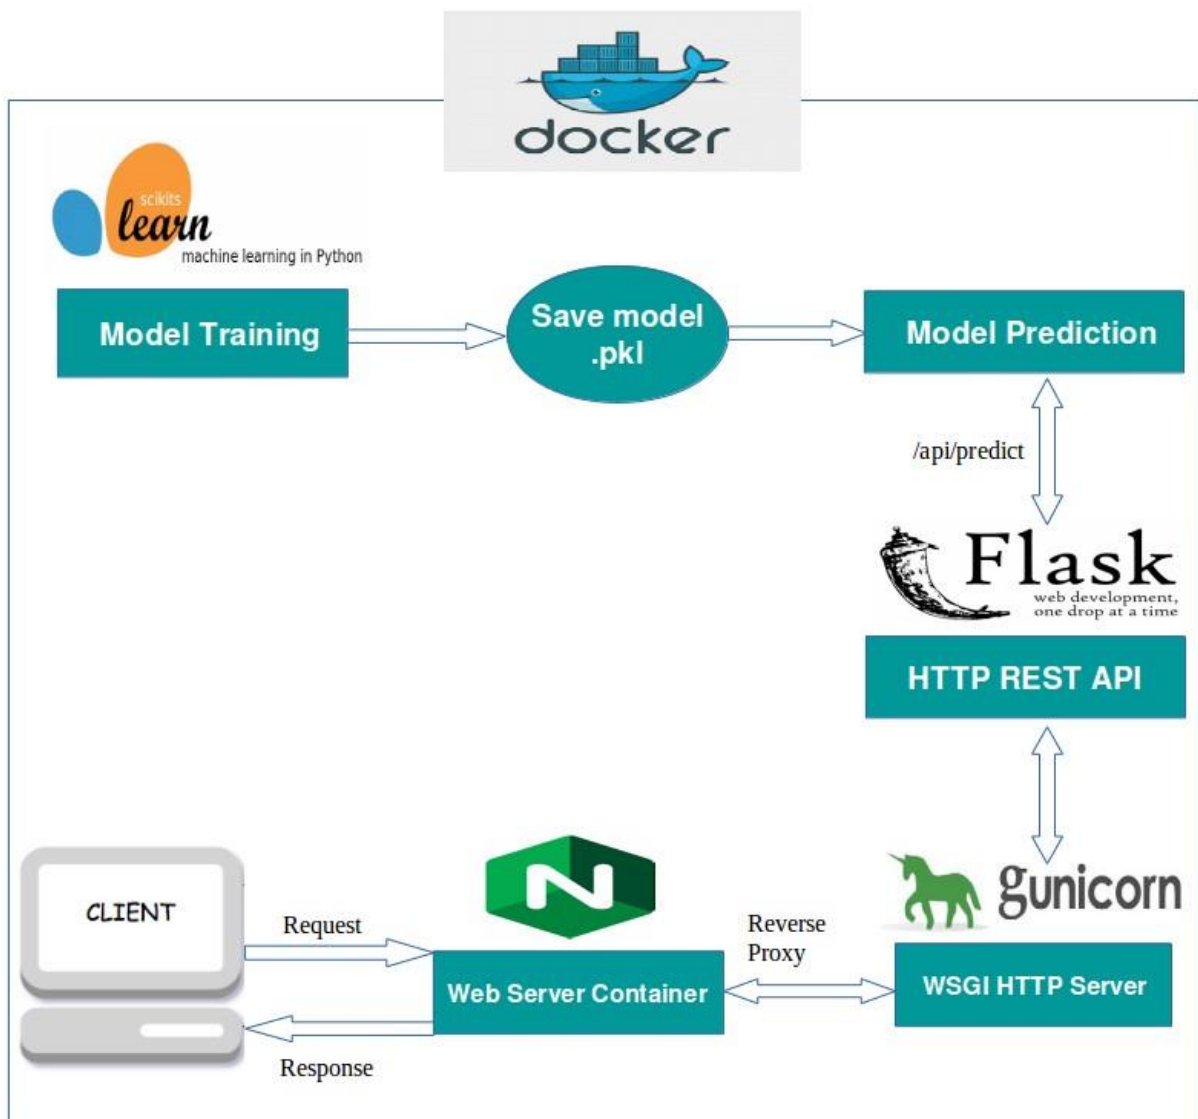 docker
scikits
learn
machine learning in Python
Model Training
Save model
.pkl
Model Prediction
/api/predict
Flask
web development,
one drop at a time
HTTP REST API
gunicorn
CLIENT
Request
Reverse
Proxy
Web Server Container
WSGI HTTP Server
Response
N